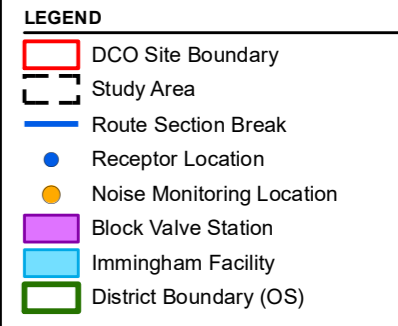 LEGEND
DCO Site Boundary
Study Area
Route Section Break
Receptor Location
Noise Monitoring Location
Block Valve Station
Immingham Facility
District Boundary (OS)